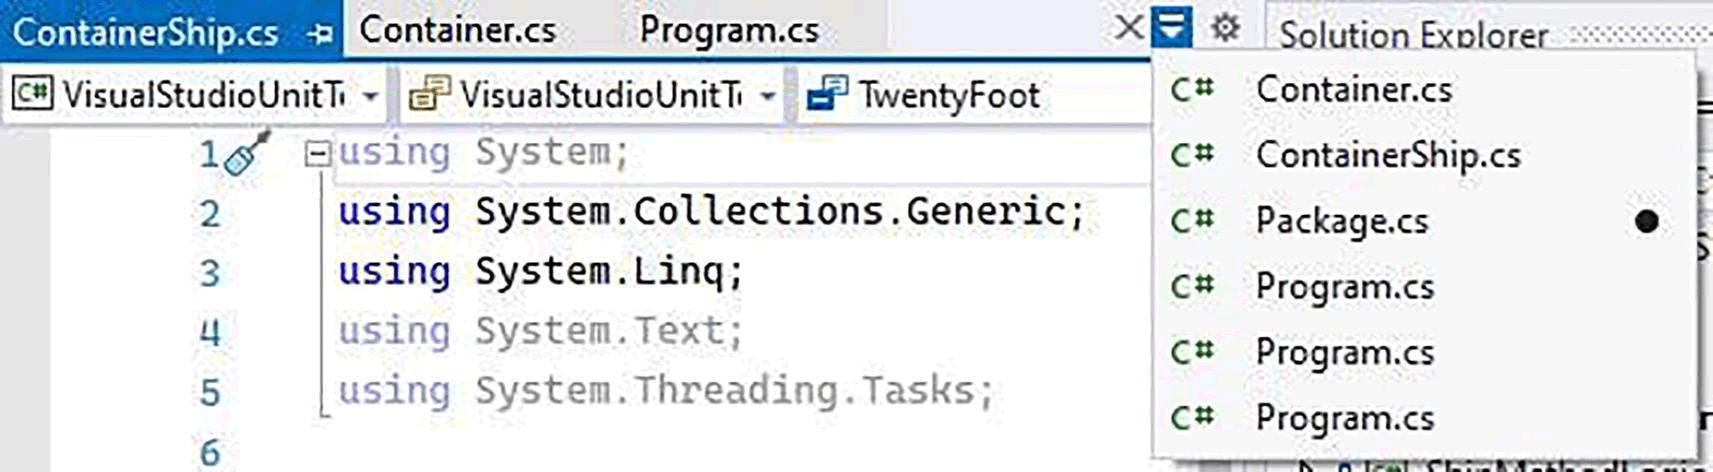 ContainerShip.cs Container.cs Program.cs Solution Explorer
C# VisualStudioUnitT VisualStudioUnitT TwentyFoot
1 using System;
2 using System.Collections.Generic;
3 using System.Linq;
4 using System.Text;
5 using System.Threading.Tasks;
6
C# Container.cs
C# ContainerShip.cs
C# Package.cs
C# Program.cs
C# Program.cs
C# Program.cs